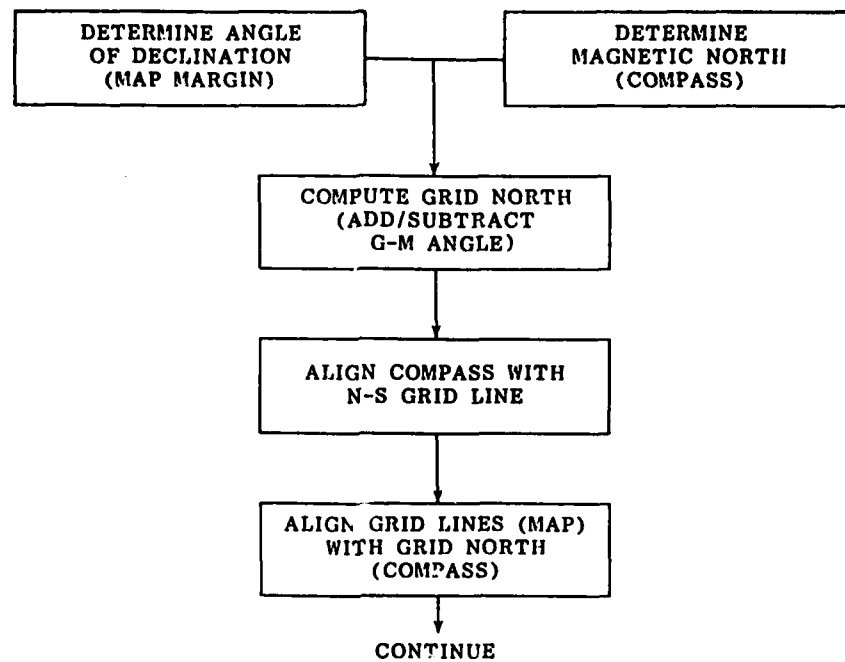 DETERMINE ANGLE
OF DECLINATION
(MAP MARGIN)
DETERMINE
MAGNETIC NORTH
(COMPASS)
COMPUTE GRID NORTH
(ADD/SUBTRACT
G-M ANGLE)
ALIGN COMPASS WITH
N-S GRID LINE
ALIGN GRID LINES (MAP)
WITH GRID NORTH
(COMPASS)
CONTINUE